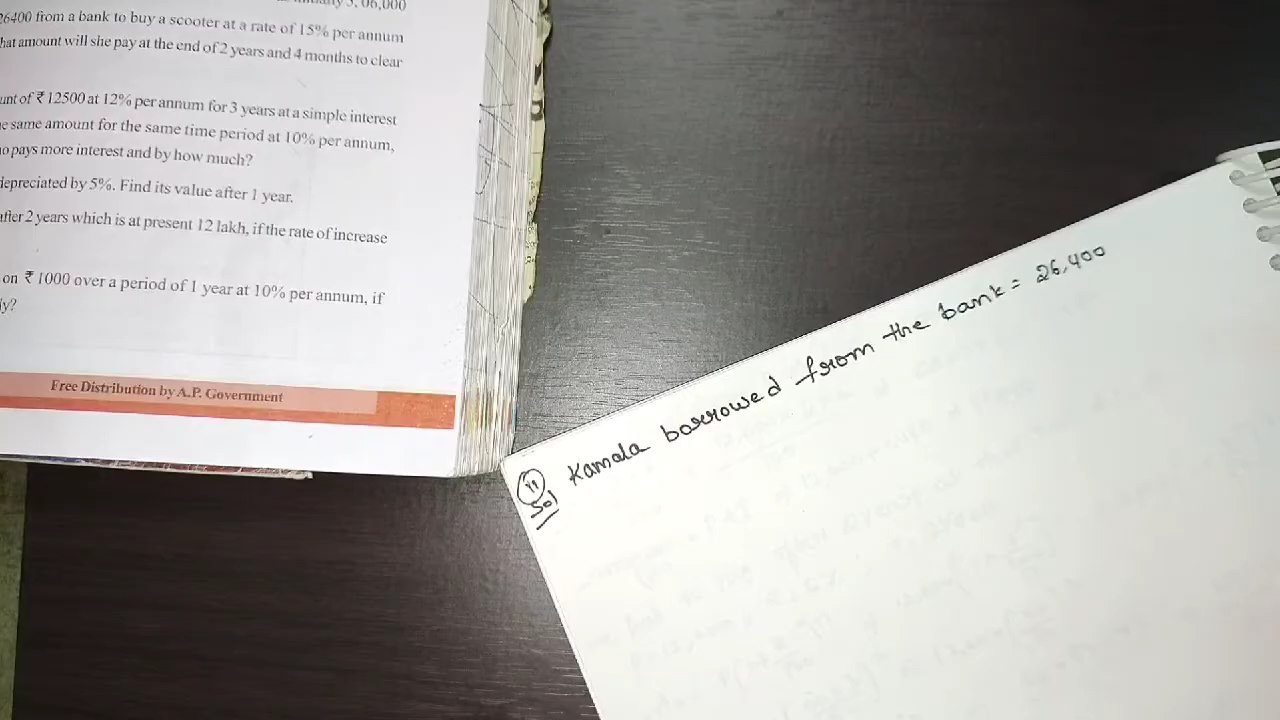 06,000
26400 from a bank to buy a scooter at a rate of 15% per annum
hat amount will she pay at the end of 2 years and 4 months to clear
unt of ₹ 12500 at 12% per annum for 3 years at a simple interest
e same amount for the same time period at 10% per annum,
o pays more interest and by how much?
depreciated by 5%. Find its value after 1 year.
after 2 years which is at present 12 lakh, if the rate of increase
on ₹ 1000 over a period of 1 year at 10% per annum, if
ly?
Free Distribution by A.P. Government
11 Kamala borrowed from the bank = 26,400
Sol